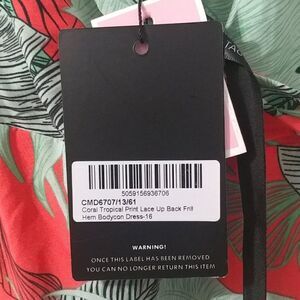 5059156936706
CMD6707/13/61
Coral Tropical Print Lace Up Back Frill
Hem Bodycon Dress-16
WARNING!
ONCE THIS LABEL HAS BEEN REMOVED
YOU CAN NO LONGER RETURN THIS ITEM